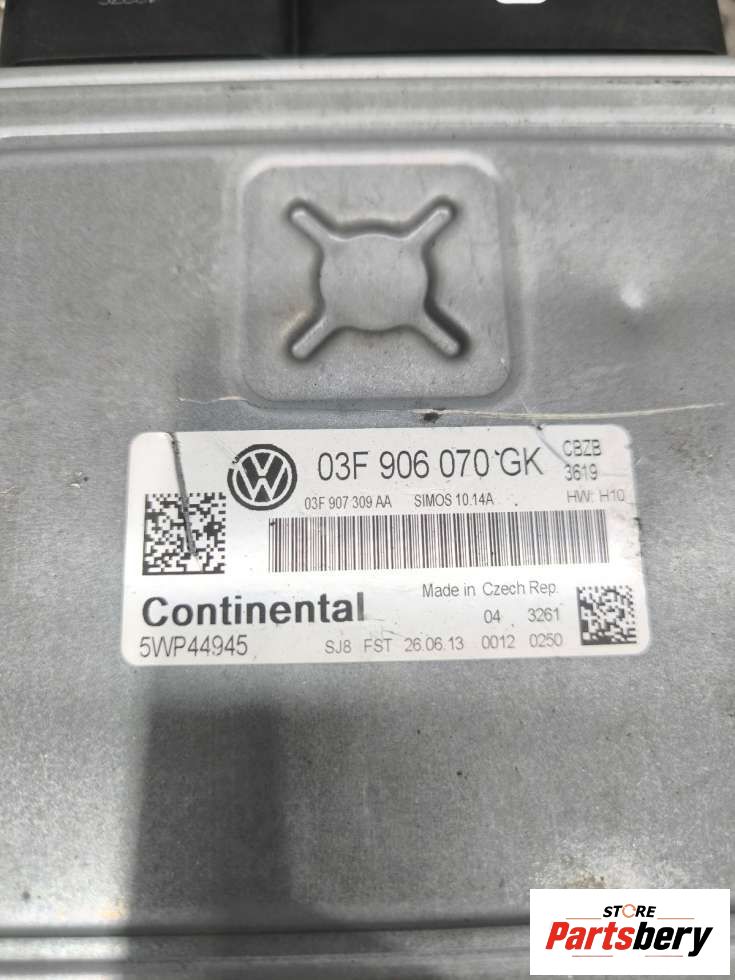 03F 906 070 GK CBZB
3619
03F 907 309 AA SIMOS 10.14A HW: H10
Continental Made in Czech Rep.
04 3261
5WP44945 SJ8 FST 26.06.13 0012 0250
STORE
Partsbery